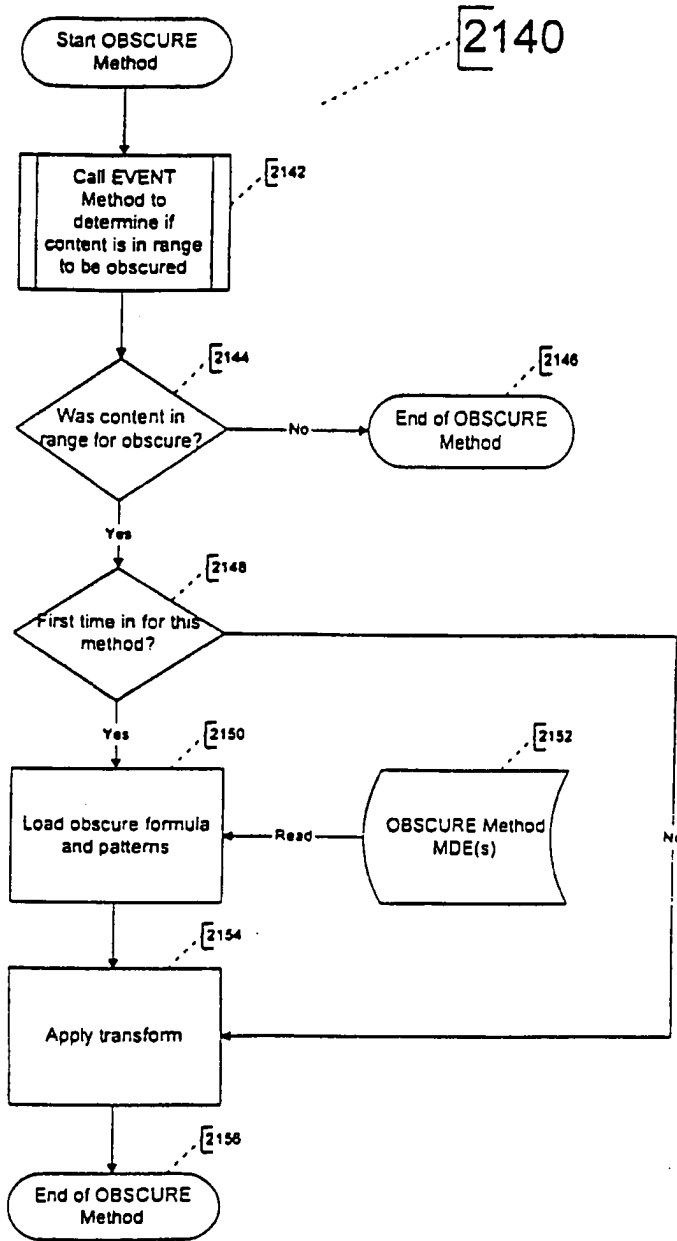 Start OBSCURE
Method
2140
Call EVENT
Method to
determine if
content is in range
to be obscured
2142
2144
Was content in
range for obscure?
No
2146
End of OBSCURE
Method
Yes
2148
First time in for this
method?
No
Yes
2150
Load obscure formula
and patterns
Read
2152
OBSCURE Method
MDE(s)
2154
Apply transform
2156
End of OBSCURE
Method